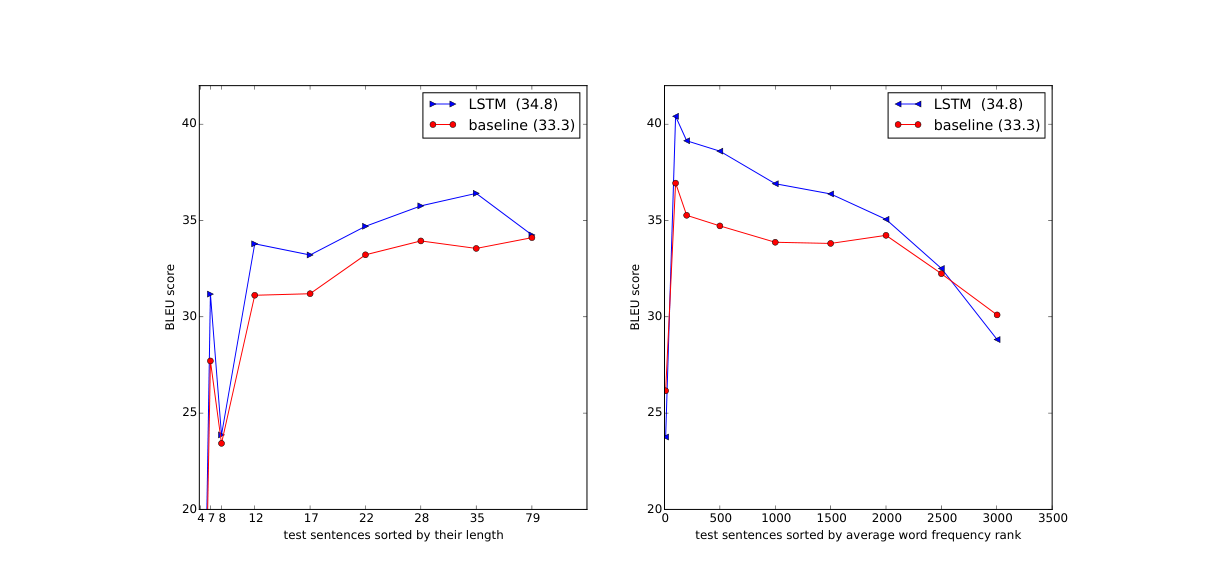 LSTM (34.8)
baseline (33.3)
40
35
30
25
20
BLEU score
4 7 8 12 17 22 28 35 79
test sentences sorted by their length
LSTM (34.8)
baseline (33.3)
40
35
30
25
20
BLEU score
0 500 1000 1500 2000 2500 3000 3500
test sentences sorted by average word frequency rank